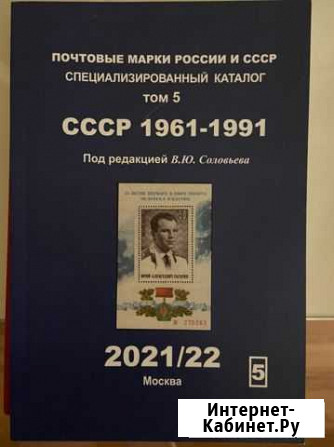 ПОЧТОВЫЕ МАРКИ РОССИИ И СССР
СПЕЦИАЛИЗИРОВАННЫЙ КАТАЛОГ
ТОМ 5
СССР 1961-1991
Под редакцией В.Ю. Соловьева
2021/22
Москва
5
Интернет-
Кабинет.Ру